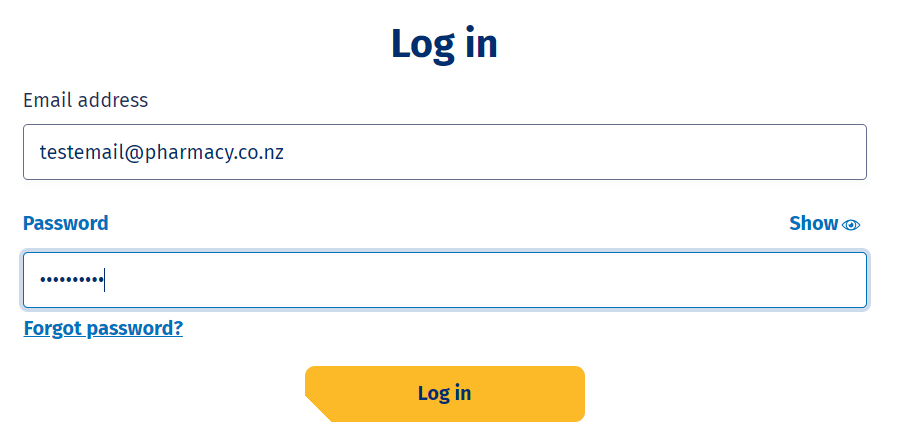 Log in
Email address
testemail@pharmacy.co.nz
Password Show
••••••••••
Forgot password?
Log in